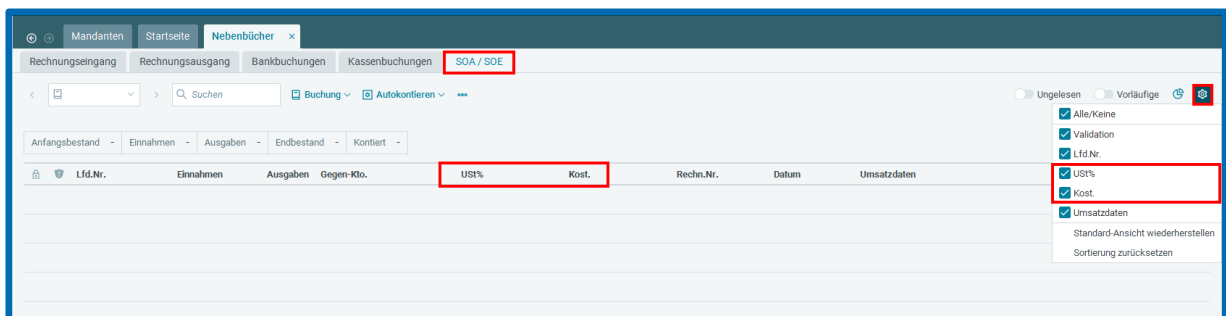 Mandanten Startseite Nebenbücher ×
Rechnungseingang Rechnungsausgang Bankbuchungen Kassenbuchungen SOA / SOE
Suchen Buchung Autokontieren Ungelesen Vorläufige
Alle/Keine
Anfangsbestand - Einnahmen - Ausgaben - Endbestand - Kontiert -
Validation
Lfd.Nr.
Lfd.Nr. Einnahmen Ausgaben Gegen-Kto. USt% Kost. Rechn.Nr. Datum Umsatzdaten
USt%
Kost.
Umsatzdaten
Standard-Ansicht wiederherstellen
Sortierung zurücksetzen